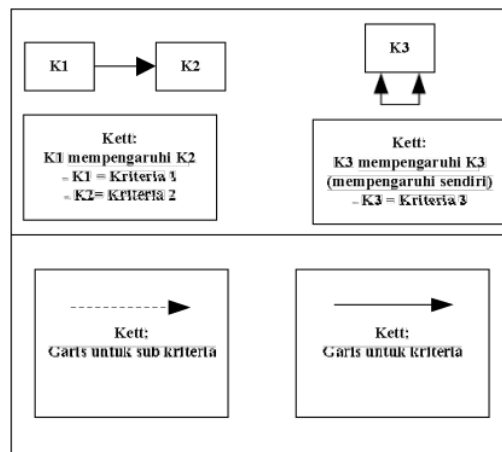 K1
K2
K3
Kett:
K1 mempengaruhi K2
- K1 = Kriteria 1
- K2= Kriteria 2
Kett:
K3 mempengaruhi K3
(mempengaruhi sendiri)
- K3 = Kriteria 3
Kett;
Garis untuk sub kriteria
Kett;
Garis untuk kriteria